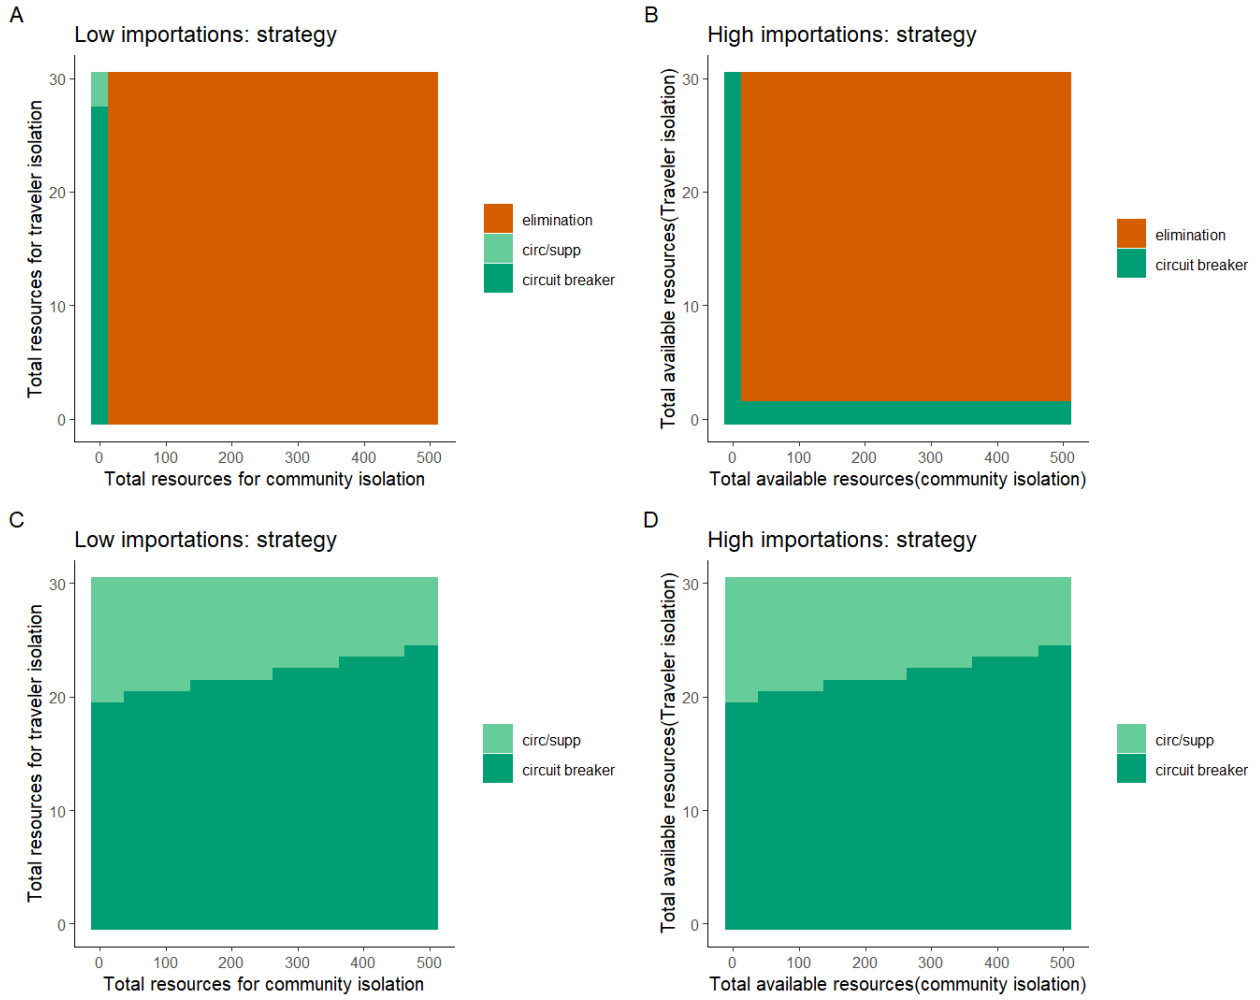 A
Low importations: strategy
Total resources for traveler isolation
30
20
10
0
0 100 200 300 400 500
Total resources for community isolation
elimination
circ/supp
circuit breaker
B
High importations: strategy
Total available resources(Traveler isolation)
30
20
10
0
0 100 200 300 400 500
Total available resources(community isolation)
elimination
circuit breaker
C
Low importations: strategy
Total resources for traveler isolation
30
20
10
0
0 100 200 300 400 500
Total resources for community isolation
circ/supp
circuit breaker
D
High importations: strategy
Total available resources(Traveler isolation)
30
20
10
0
0 100 200 300 400 500
Total available resources(community isolation)
circ/supp
circuit breaker